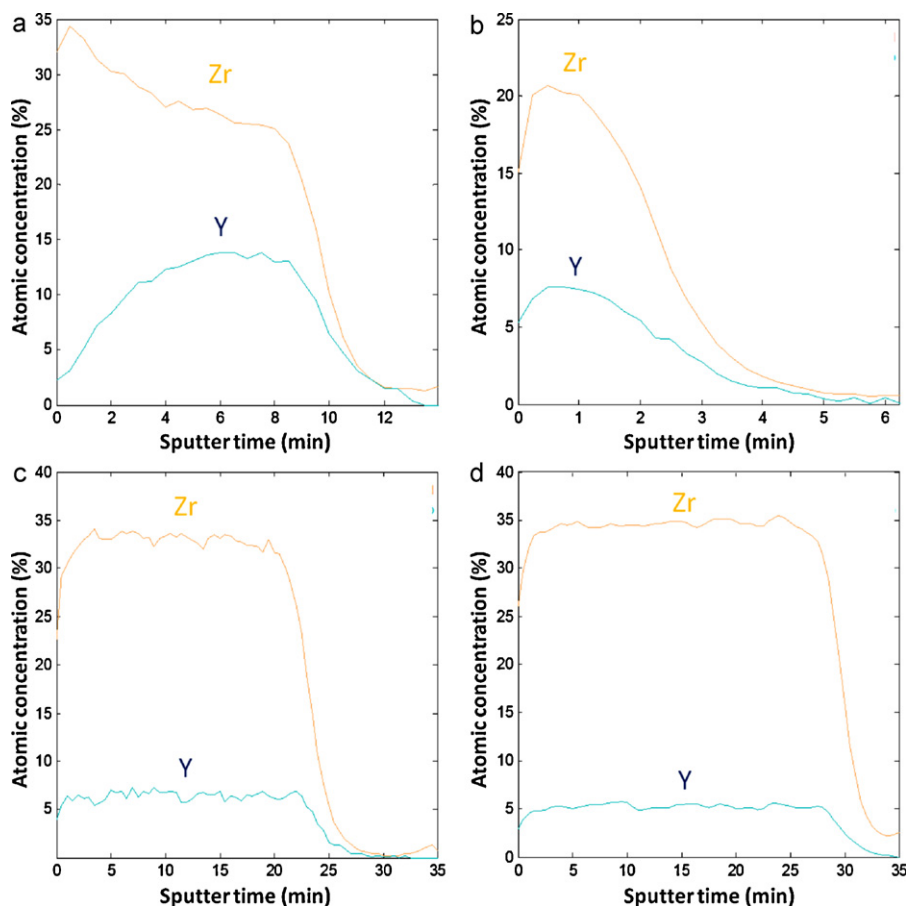 a
Atomic concentration (%)
35
30
25
20
15
10
5
0
Zr
Y
0 2 4 6 8 10 12
Sputter time (min)
b
Atomic concentration (%)
25
20
15
10
5
0
Zr
Y
0 1 2 3 4 5 6
Sputter time (min)
c
Atomic concentration (%)
40
35
30
25
20
15
10
5
Zr
Y
0 5 10 15 20 25 30 35
Sputter time (min)
d
Atomic concentration (%)
40
35
30
25
20
15
10
5
0
Zr
Y
0 5 10 15 20 25 30 35
Sputter time (min)